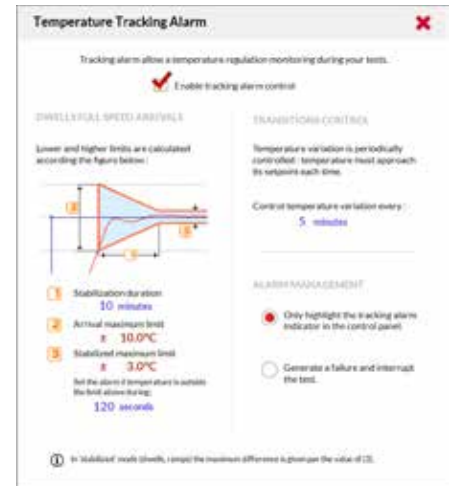 Temperature Tracking Alarm
Tracking alarm allow a temperature regulation monitoring during your tests.
Enable tracking alarm control
DWELLS FULL SPEED ARRIVALS
Lower and higher limits are calculated
according the figure below :
2
3
1
1 Stabilization duration
10 minutes
2 Arrival maximum limit
± 10.0°C
3 Stabilized maximum limit
± 3.0°C
Set the alarm if temperature is outside
the limit above during:
120 seconds
TRANSITIONS CONTROL
Temperature variation is periodically
controlled : temperature must approach
its setpoint each time.
Control temperature variation every :
5 minutes
ALARM MANAGEMENT
Only highlight the tracking alarm
indicator in the control panel.
Generate a failure and interrupt
the test.
In 'stabilized' mode (dwells, ramps) the maximum difference is given per the value of (3).